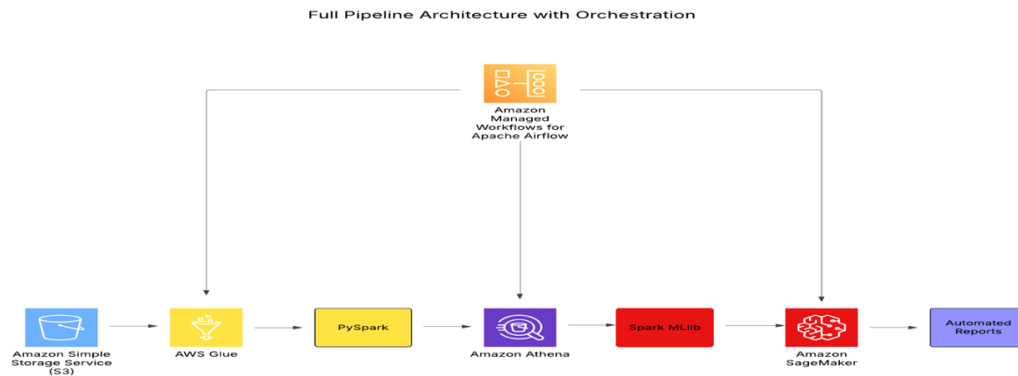 Full Pipeline Architecture with Orchestration
Amazon
Managed
Workflows for
Apache Airflow
PySpark
Spark MLlib
Automated
Reports
Amazon Simple
Storage Service
(S3)
AWS Glue
Amazon Athena
Amazon
SageMaker